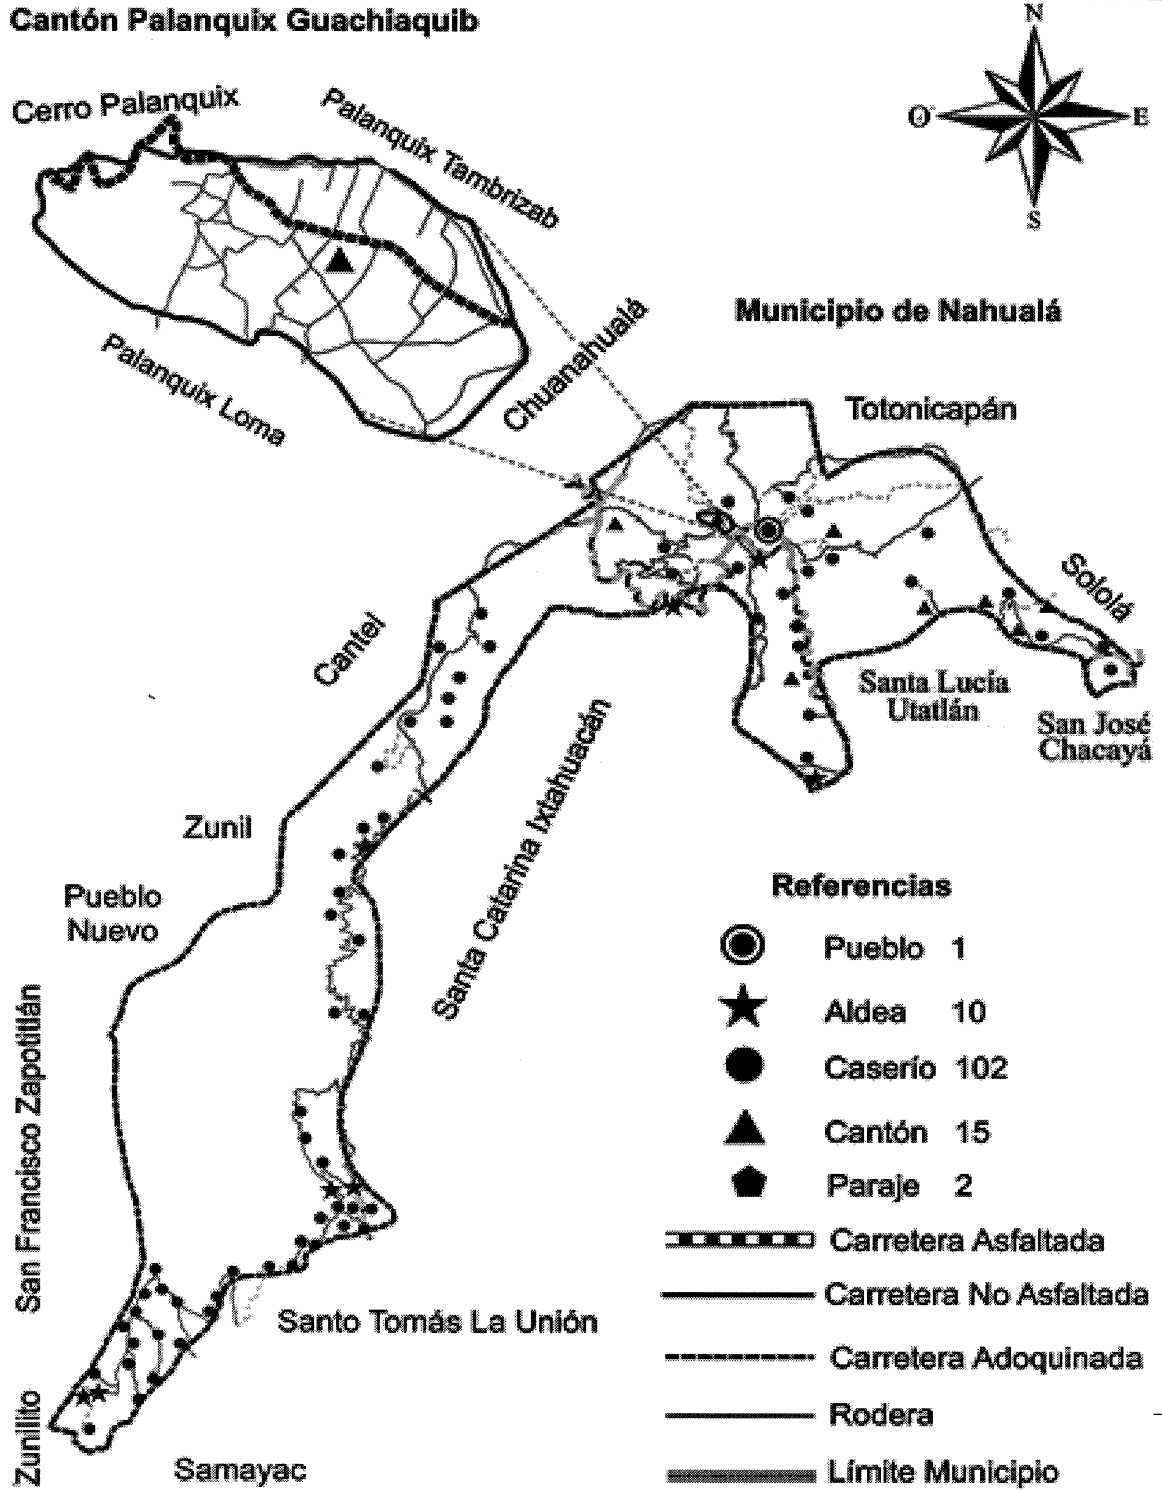 Cantón Palanquix Guachiaquib
N
O
E
S
Cerro Palanquix
Palanquix Tambrizab
Palanquix Loma
Chuanahualá
Municipio de Nahualá
Totonicapán
Sololá
Cantel
Santa Lucía
Utatlán
San José
Chacayá
Santa Catarina Ixtahuacán
Zunil
Pueblo
Nuevo
San Francisco Zapotitlán
Santo Tomás La Unión
Zunillito
Samayac
Referencias
Pueblo 1
Aldea 10
Caserío 102
Cantón 15
Paraje 2
Carretera Asfaltada
Carretera No Asfaltada
Carretera Adoquinada
Rodera
Límite Municipio